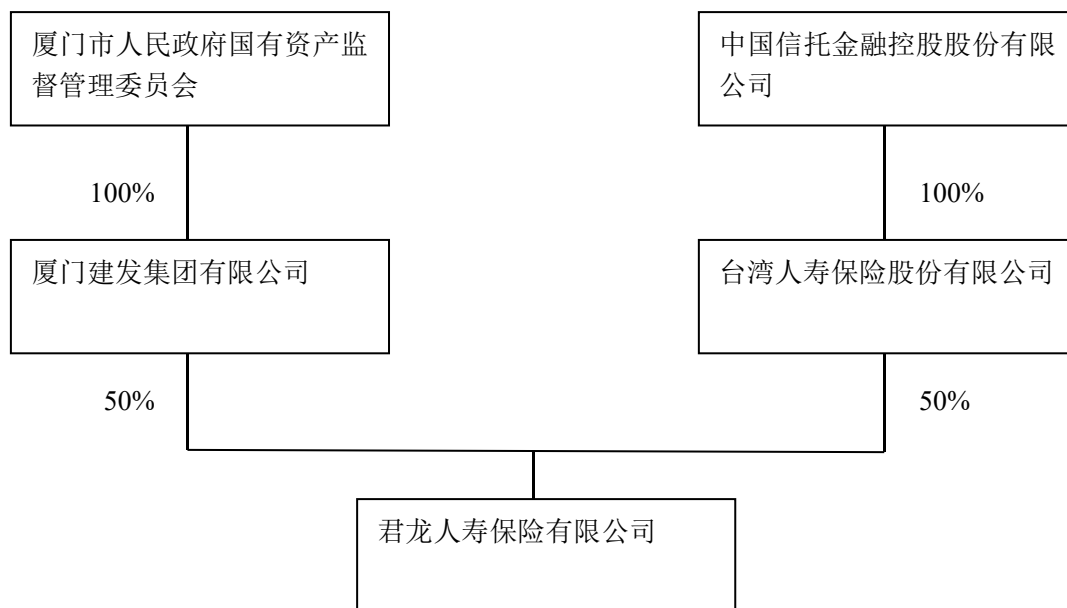 厦门市人民政府国有资产监
督管理委员会
中国信托金融控股股份有限
公司
100%
100%
厦门建发集团有限公司
台湾人寿保险股份有限公司
50%
50%
君龙人寿保险有限公司